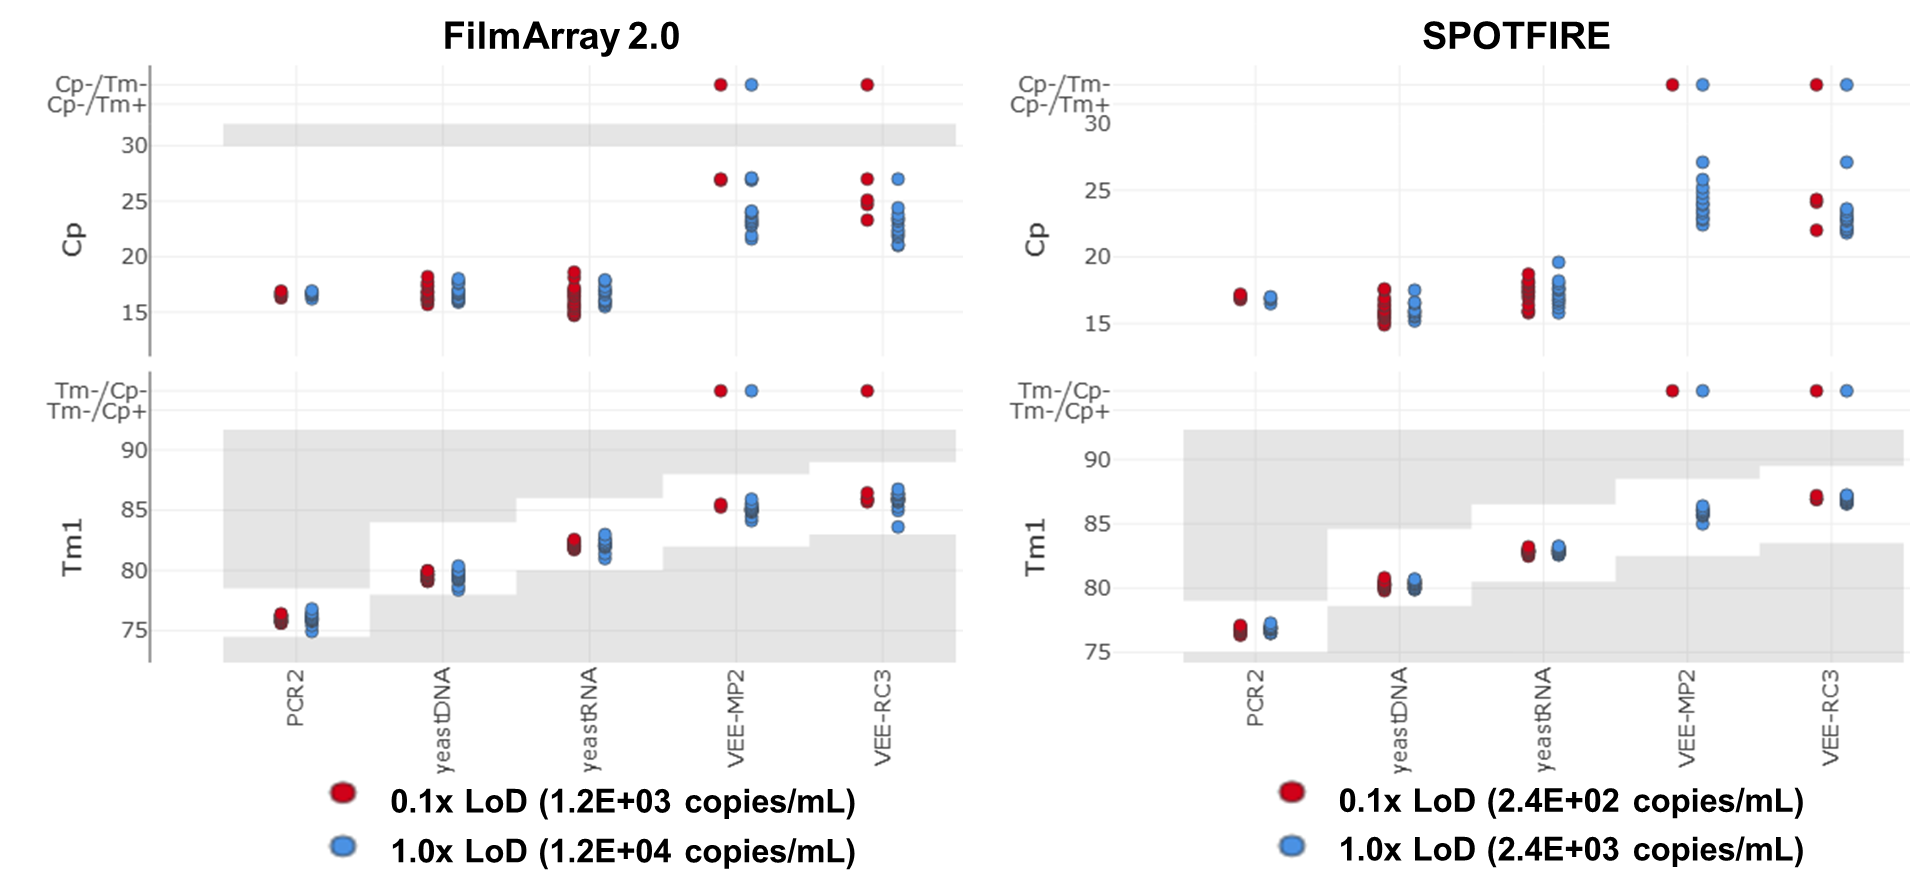 FilmArray 2.0
Cp-/Tm-
Cp-/Tm+
30
25
20
15
Cp
Tm-/Cp-
Tm-/Cp+
90
85
80
75
Tm1
PCR2
yeastDNA
yeastRNA
VEE-MP2
VEE-RC3
0.1x LoD (1.2E+03 copies/mL)
1.0x LoD (1.2E+04 copies/mL)
SPOTFIRE
Cp-/Tm-
Cp-/Tm+
30
25
20
15
Cp
Tm-/Cp-
Tm-/Cp+
90
85
80
75
Tm1
PCR2
yeastDNA
yeastRNA
VEE-MP2
VEE-RC3
0.1x LoD (2.4E+02 copies/mL)
1.0x LoD (2.4E+03 copies/mL)